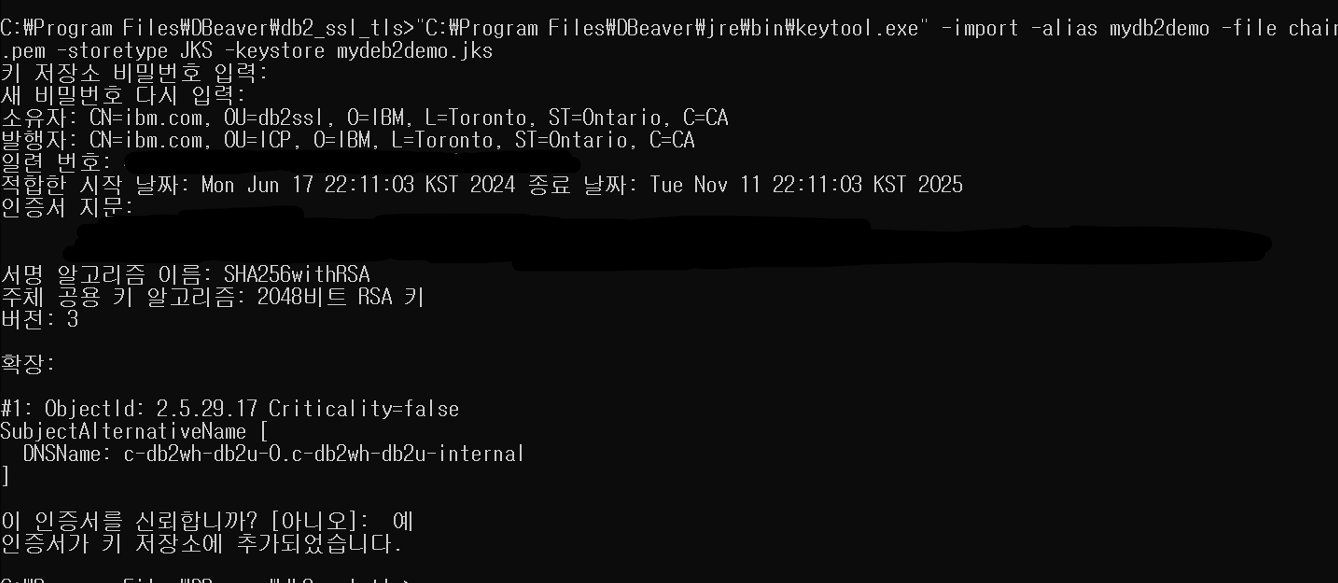 C:₩Program Files₩DBeaver₩db2_ssl_tls>"C:₩Program Files₩DBeaver₩jre₩bin₩keytool.exe" -import -alias mydb2demo -file chain
.pem -storetype JKS -keystore mydeb2demo.jks
키 저장소 비밀번호 입력:
새 비밀번호 다시 입력:
소유자: CN=ibm.com, OU=db2ssl, O=IBM, L=Toronto, ST=Ontario, C=CA
발행자: CN=ibm.com, OU=ICP, O=IBM, L=Toronto, ST=Ontario, C=CA
일련 번호:
적합한 시작 날짜: Mon Jun 17 22:11:03 KST 2024 종료 날짜: Tue Nov 11 22:11:03 KST 2025
인증서 지문:
서명 알고리즘 이름: SHA256withRSA
주체 공용 키 알고리즘: 2048비트 RSA 키
버전: 3
확장:
#1: ObjectId: 2.5.29.17 Criticality=false
SubjectAlternativeName [
DNSName: c-db2wh-db2u-0.c-db2wh-db2u-internal
]
이 인증서를 신뢰합니까? [아니오]: 예
인증서가 키 저장소에 추가되었습니다.